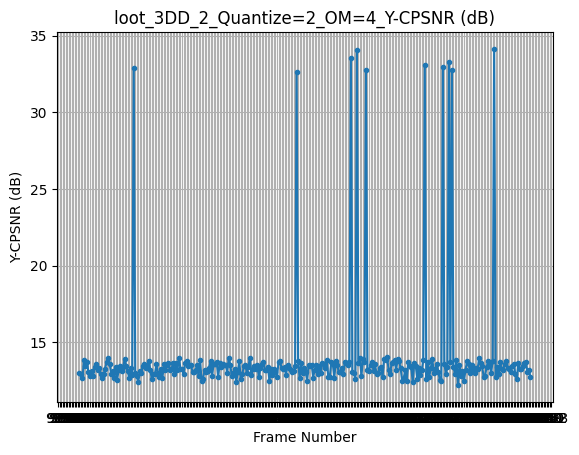 loot_3DD_2_Quantize=2_OM=4_Y-CPSNR (dB)
35
30
25
20
15
Y-CPSNR (dB)
Frame Number